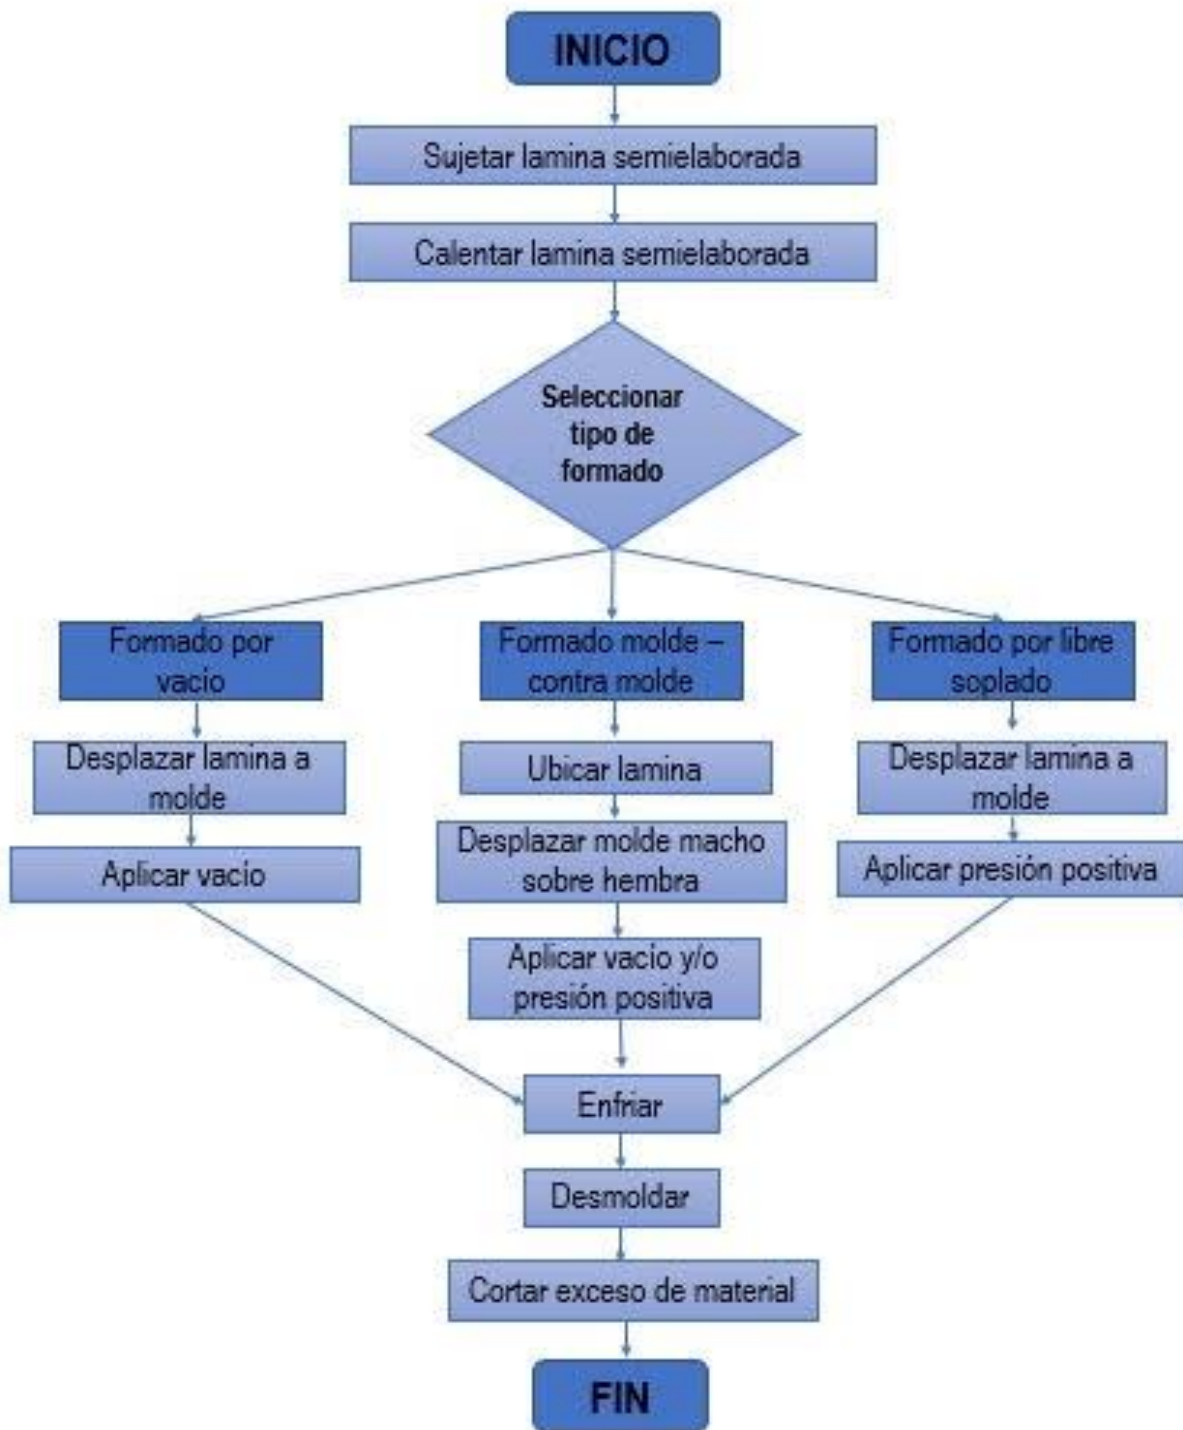 INICIO
Sujetar lamina semielaborada
Calentar lamina semielaborada
Seleccionar
tipo de
formado
Formado por
vacio
Desplazar lamina a
molde
Aplicar vacio
Formado molde –
contra molde
Ubicar lamina
Desplazar molde macho
sobre hembra
Aplicar vacio y/o
presión positiva
Formado por libre
soplado
Desplazar lamina a
molde
Aplicar presión positiva
Enfriar
Desmoldar
Cortar exceso de material
FIN